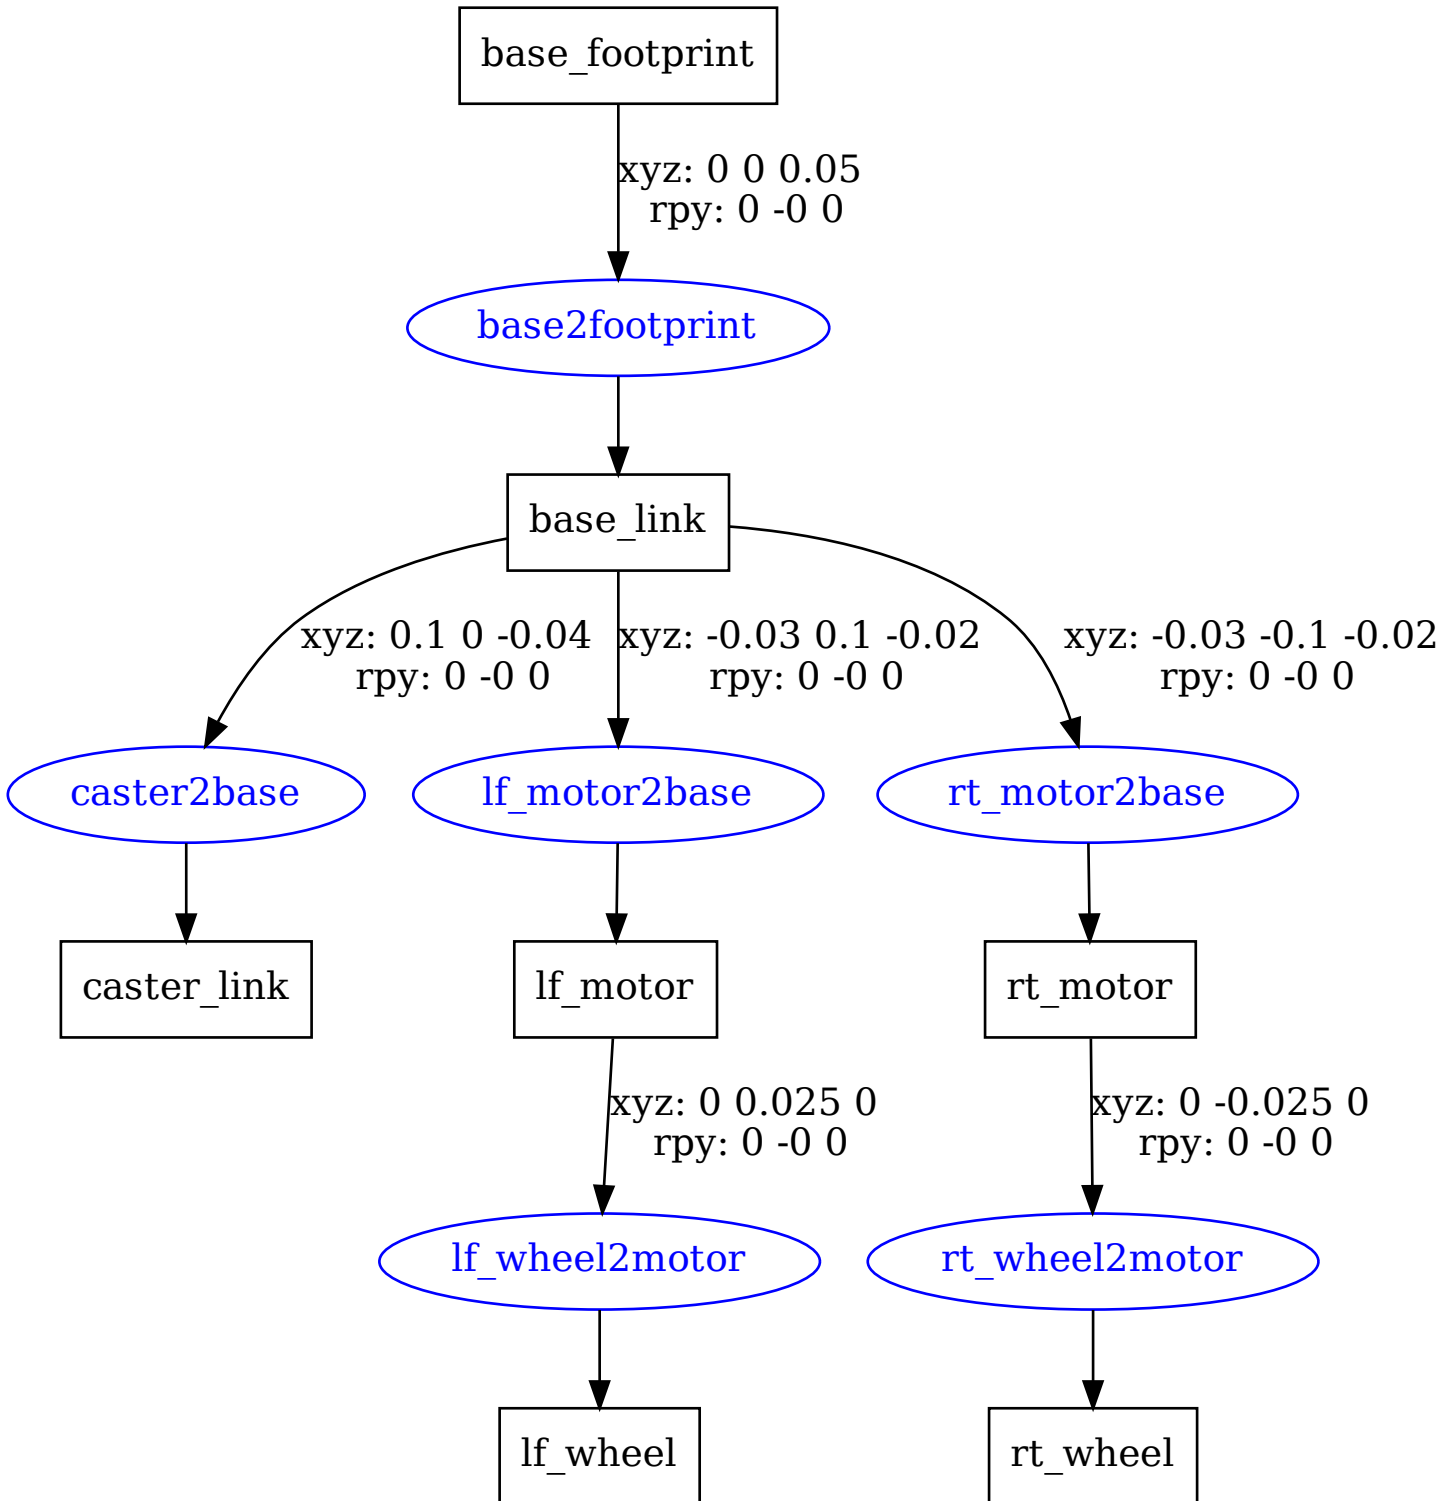 base_footprint
xyz: 0 0 0.05
rpy: 0 -0 0
base2footprint
base_link
xyz: 0.1 0 -0.04
rpy: 0 -0 0
xyz: -0.03 0.1 -0.02
rpy: 0 -0 0
xyz: -0.03 -0.1 -0.02
rpy: 0 -0 0
caster2base
lf_motor2base
rt_motor2base
caster_link
lf_motor
rt_motor
xyz: 0 0.025 0
rpy: 0 -0 0
xyz: 0 -0.025 0
rpy: 0 -0 0
lf_wheel2motor
rt_wheel2motor
lf_wheel
rt_wheel